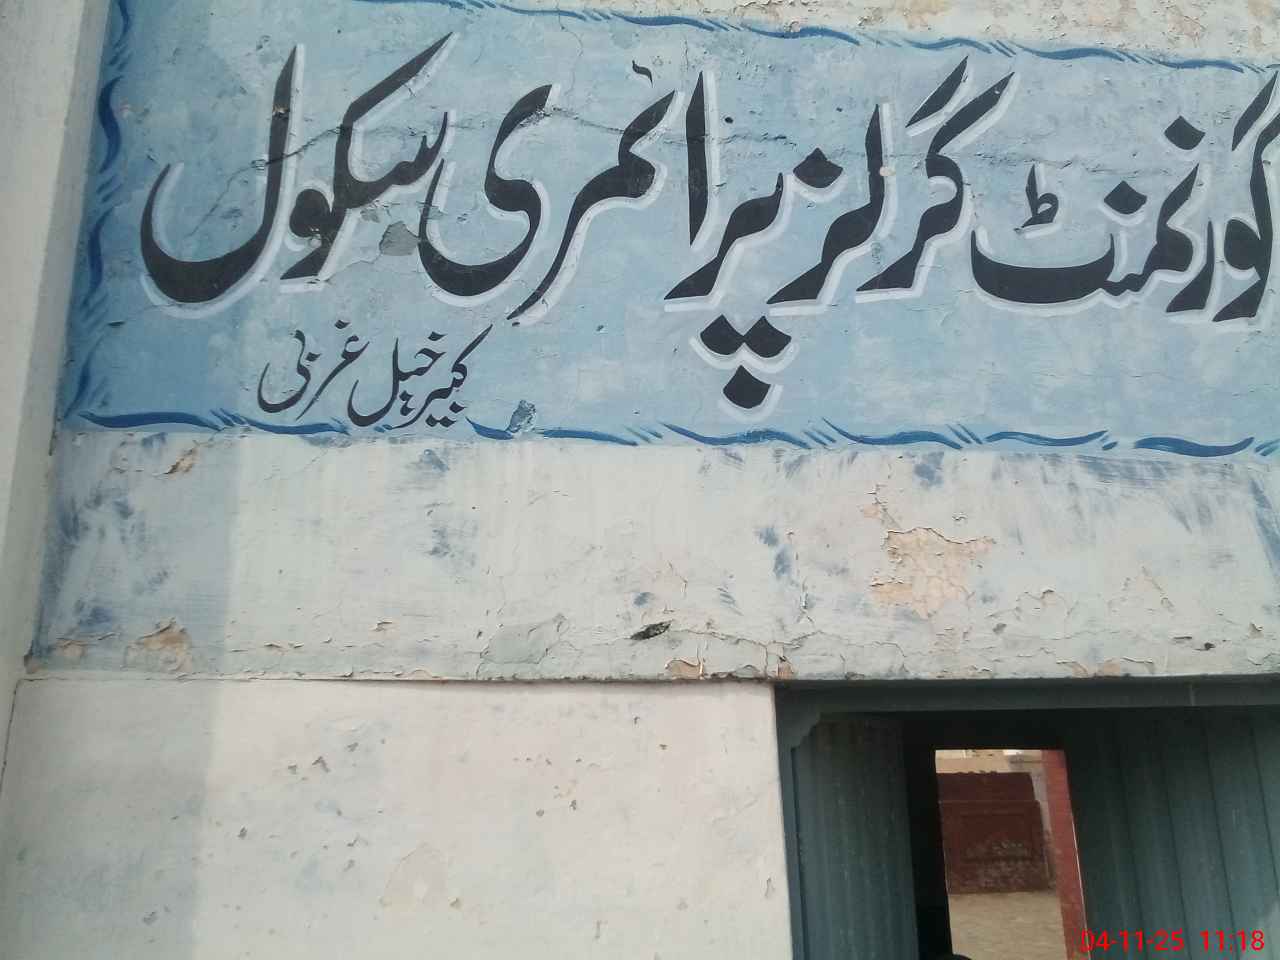 گورنمنٹ گرلز پرائمری سکول
کبیر خیل غربی
04-11-25 11:18